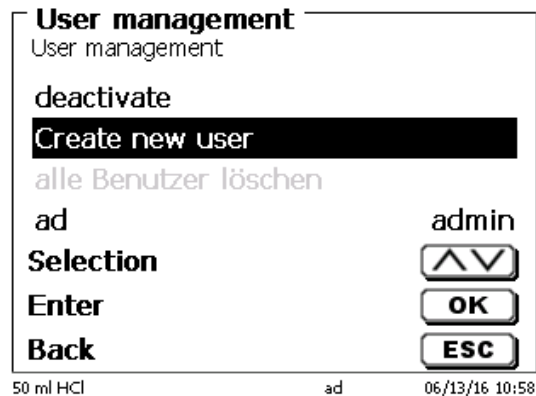 User management
User management
deactivate
Create new user
alle Benutzer löschen
ad admin
Selection
Enter OK
Back ESC
50 ml HCl ad 06/13/16 10:58